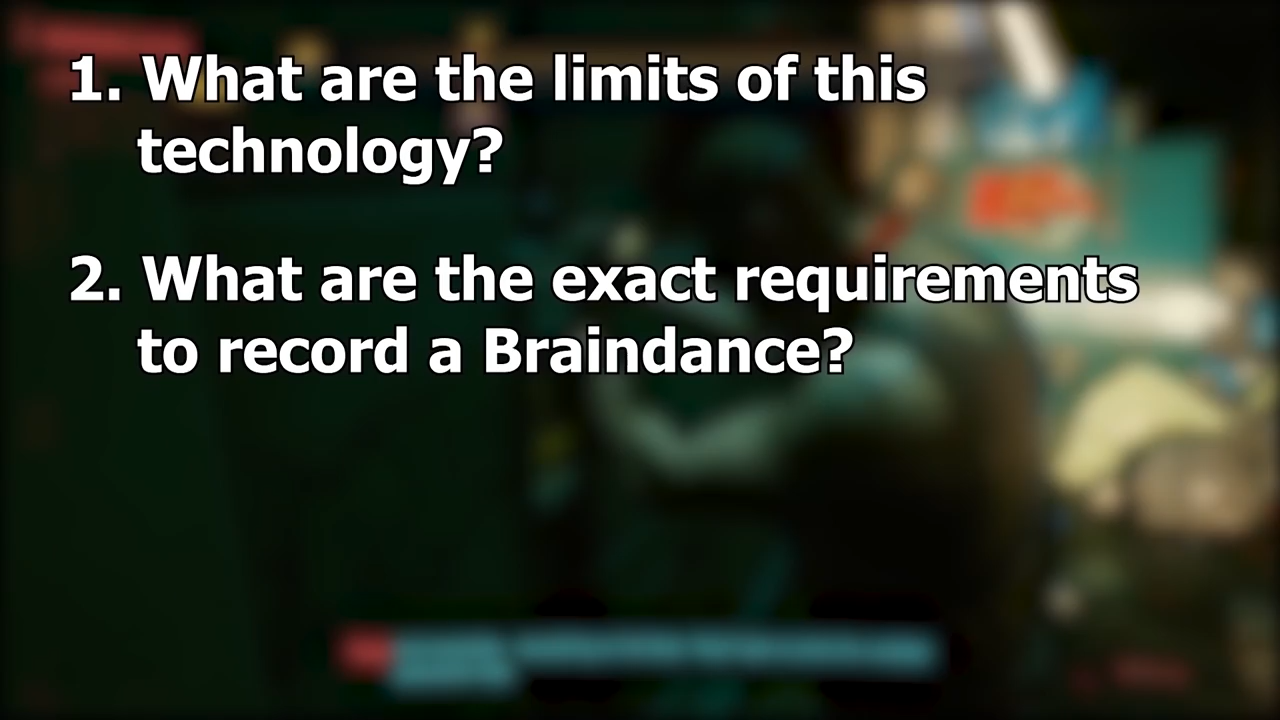 1. What are the limits of this
technology?
2. What are the exact requirements
to record a Braindance?